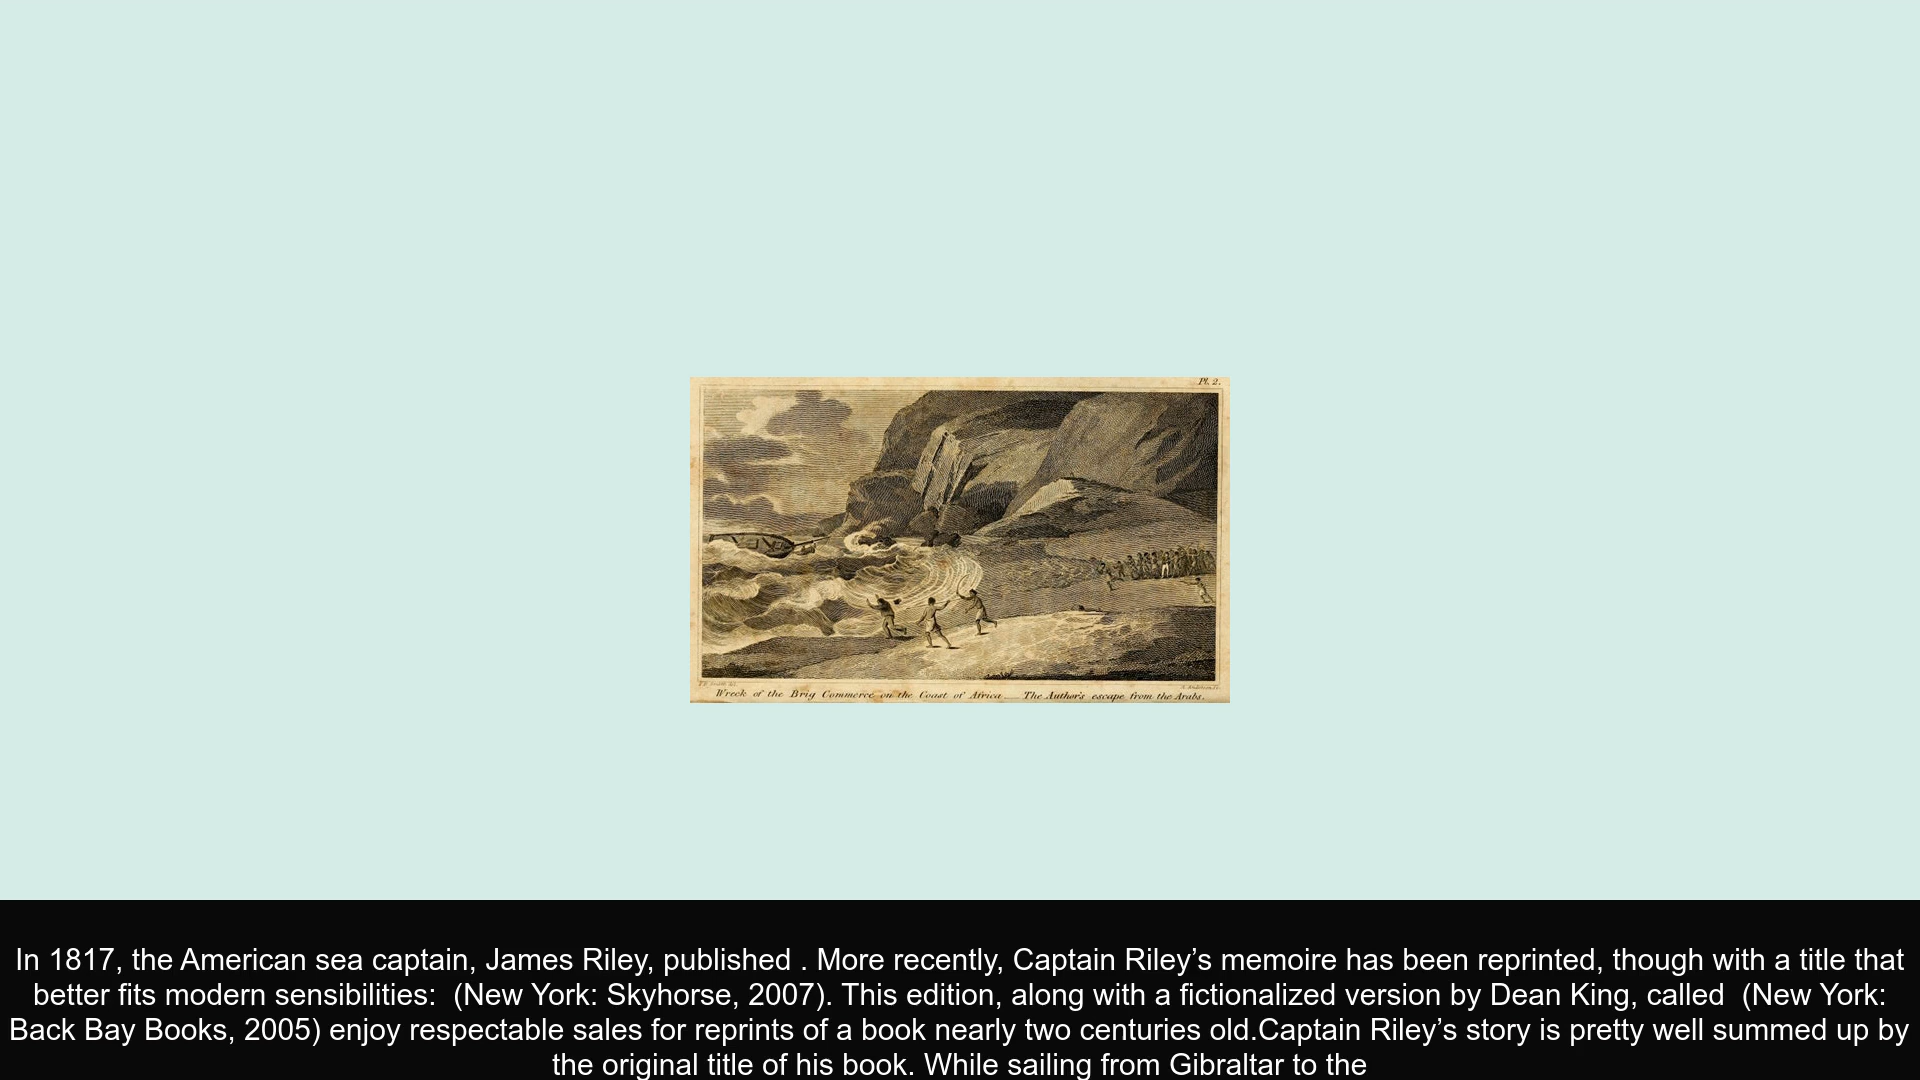 Pl. 2.
Wreck of the Brig Commerce on the Coast of Africa ___ The Author's escape from the Arabs.
In 1817, the American sea captain, James Riley, published . More recently, Captain Riley’s memoire has been reprinted, though with a title that
better fits modern sensibilities:  (New York: Skyhorse, 2007). This edition, along with a fictionalized version by Dean King, called  (New York:
Back Bay Books, 2005) enjoy respectable sales for reprints of a book nearly two centuries old.Captain Riley’s story is pretty well summed up by
the original title of his book. While sailing from Gibraltar to the